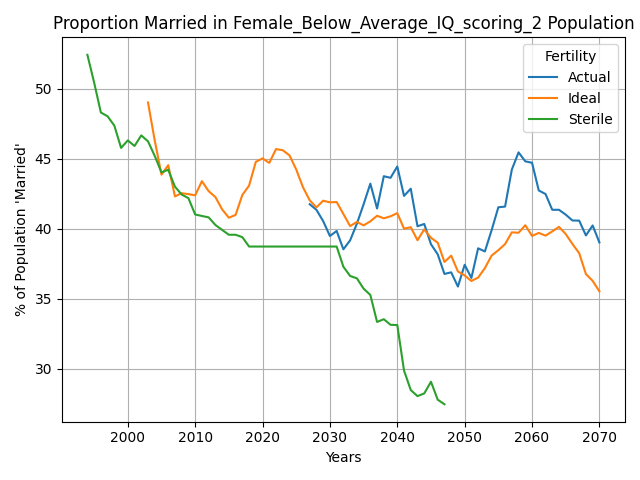 Proportion Married in Female_Below_Average_IQ_scoring_2 Population
Fertility
Actual
Ideal
Sterile
% of Population 'Married'
50
45
40
35
30
2000 2010 2020 2030 2040 2050 2060 2070
Years